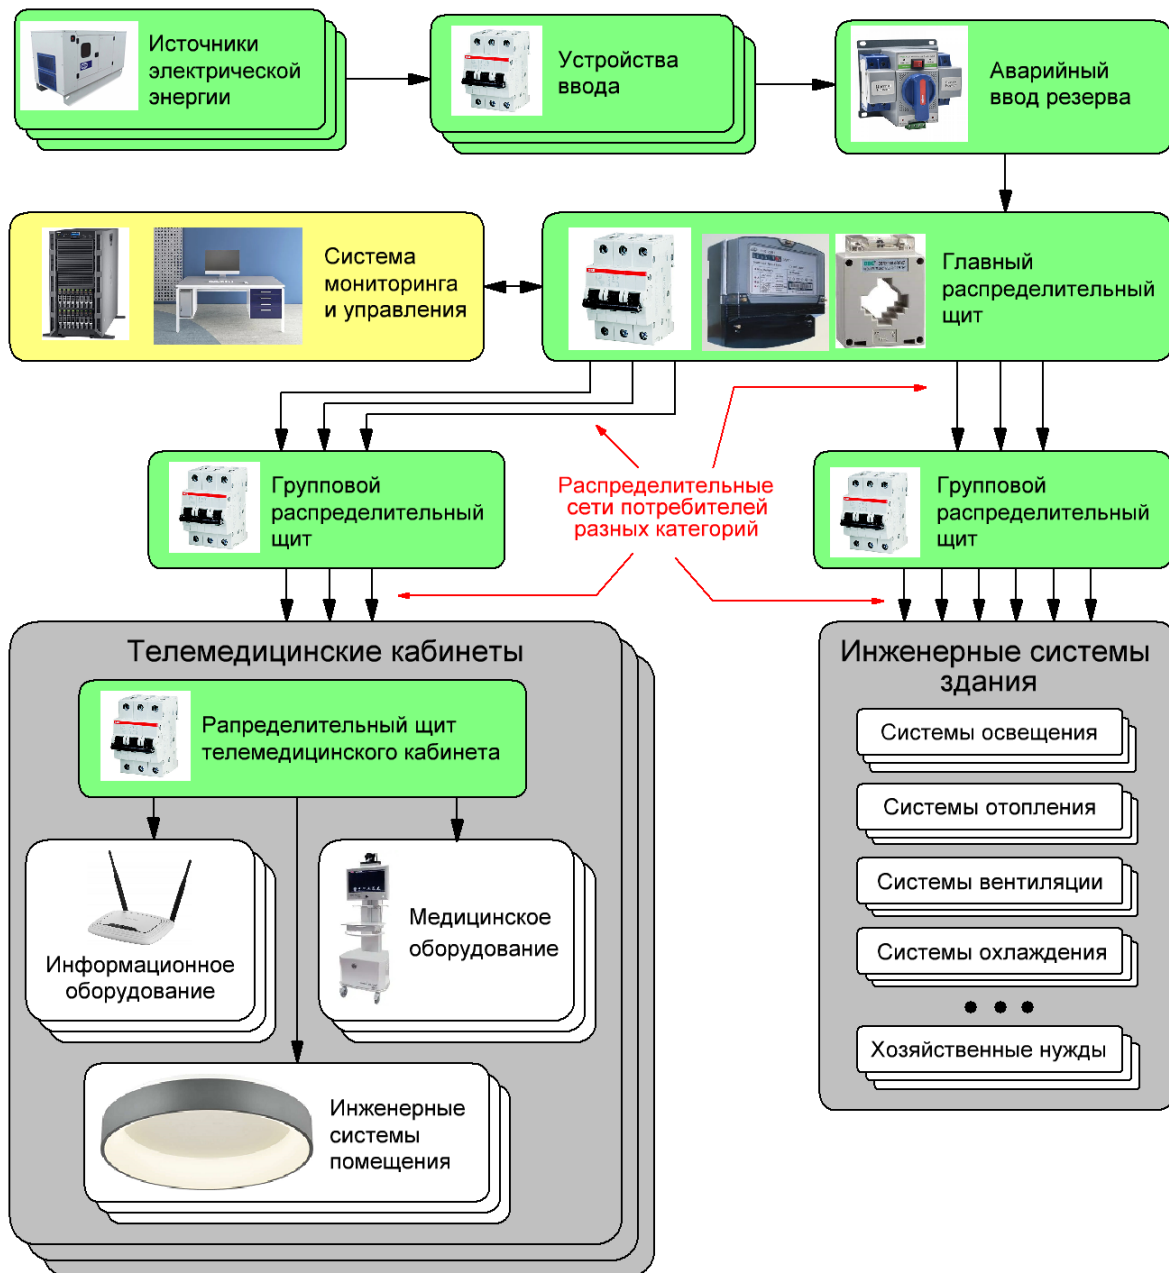 Источники
электрической
энергии
Устройства
ввода
Аварийный
ввод резерва
Система
мониторинга
и управления
Главный
распределительный
щит
Групповой
распределительный
щит
Распределительные
сети потребителей
разных категорий
Групповой
распределительный
щит
Телемедицинские кабинеты
Рапределительный щит
телемедицинского кабинета
Информационное
оборудование
Медицинское
оборудование
Инженерные
системы
помещения
Инженерные системы
здания
Системы освещения
Системы отопления
Системы вентиляции
Системы охлаждения
Хозяйственные нужды